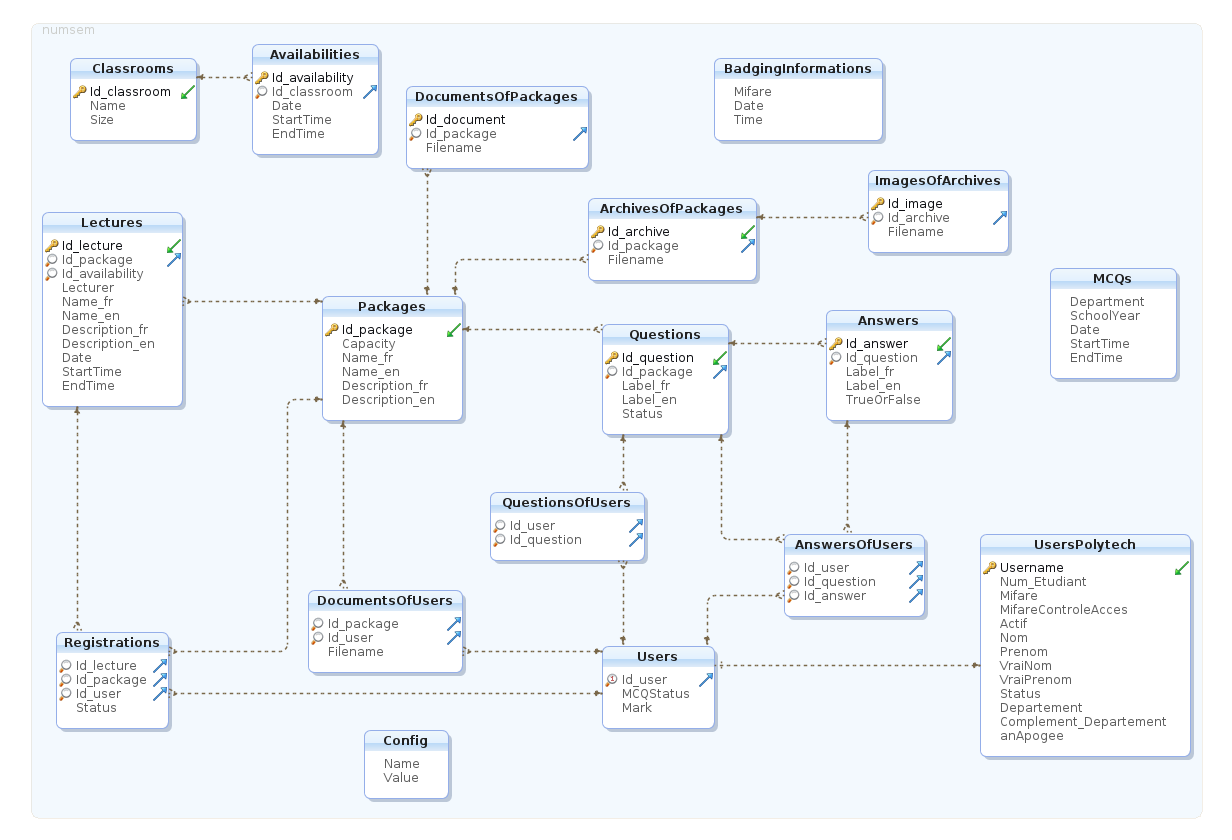 numsem
Classrooms
Id_classroom
Name
Size
Availabilities
Id_availability
Id_classroom
Date
StartTime
EndTime
DocumentsOfPackages
Id_document
Id_package
Filename
BadgingInformations
Mifare
Date
Time
ImagesOfArchives
Id_image
Id_archive
Filename
ArchivesOfPackages
Id_archive
Id_package
Filename
Lectures
Id_lecture
Id_package
Id_availability
Lecturer
Name_fr
Name_en
Description_fr
Description_en
Date
StartTime
EndTime
Packages
Id_package
Capacity
Name_fr
Name_en
Description_fr
Description_en
Questions
Id_question
Id_package
Label_fr
Label_en
Status
Answers
Id_answer
Id_question
Label_fr
Label_en
TrueOrFalse
MCQs
Department
SchoolYear
Date
StartTime
EndTime
QuestionsOfUsers
Id_user
Id_question
AnswersOfUsers
Id_user
Id_question
Id_answer
UsersPolytech
Username
Num_Etudiant
Mifare
MifareControleAcces
Actif
Nom
Prenom
VraiNom
VraiPrenom
Status
Departement
Complement_Departement
anApogee
DocumentsOfUsers
Id_package
Id_user
Filename
Registrations
Id_lecture
Id_package
Id_user
Status
Users
Id_user
MCQStatus
Mark
Config
Name
Value